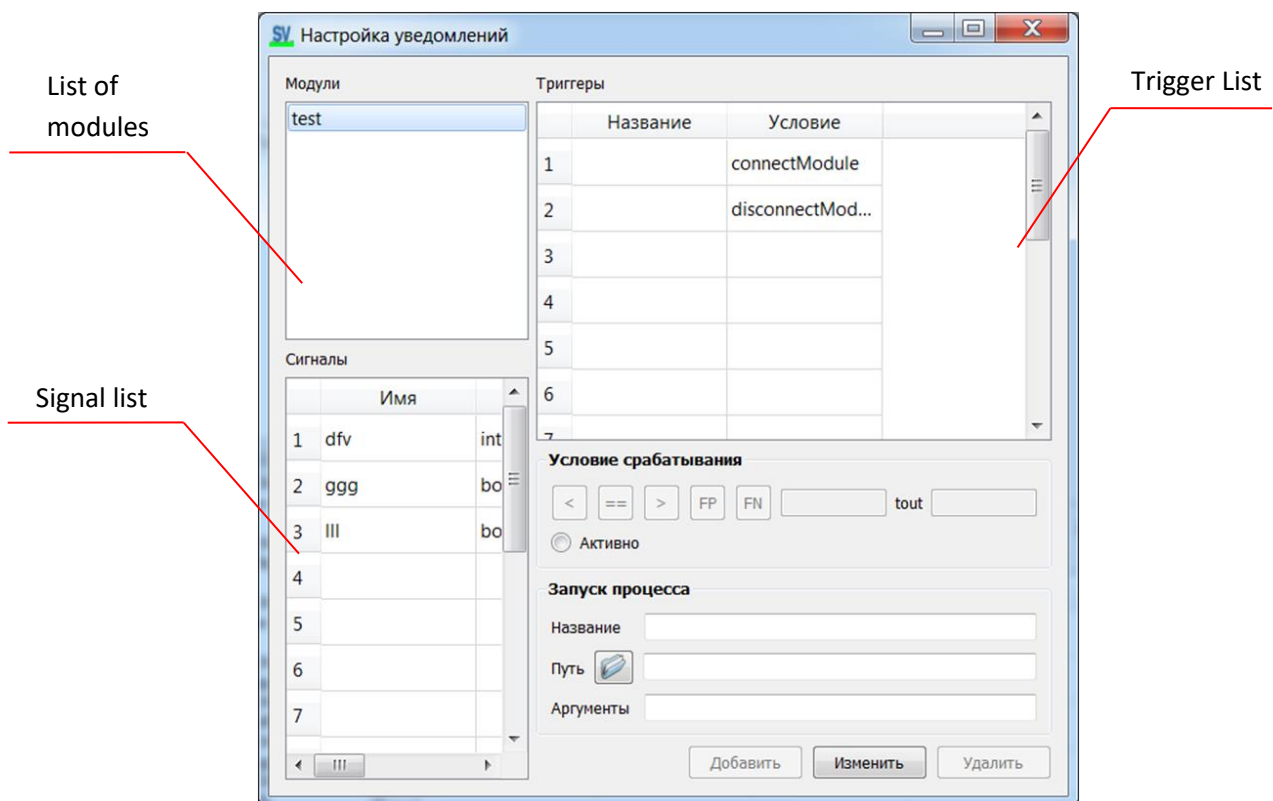 SV Настройка уведомлений
List of
modules
Trigger List
Модули
test
Триггеры
Название Условие
1 connectModule
2 disconnectMod...
3
4
5
6
7
Signal list
Сигналы
Имя
1 dfv int
2 ggg bo
3 lll bo
4
5
6
7
Условие срабатывания
< == > FP FN tout
Активно
Запуск процесса
Название
Путь
Аргументы
Добавить Изменить Удалить